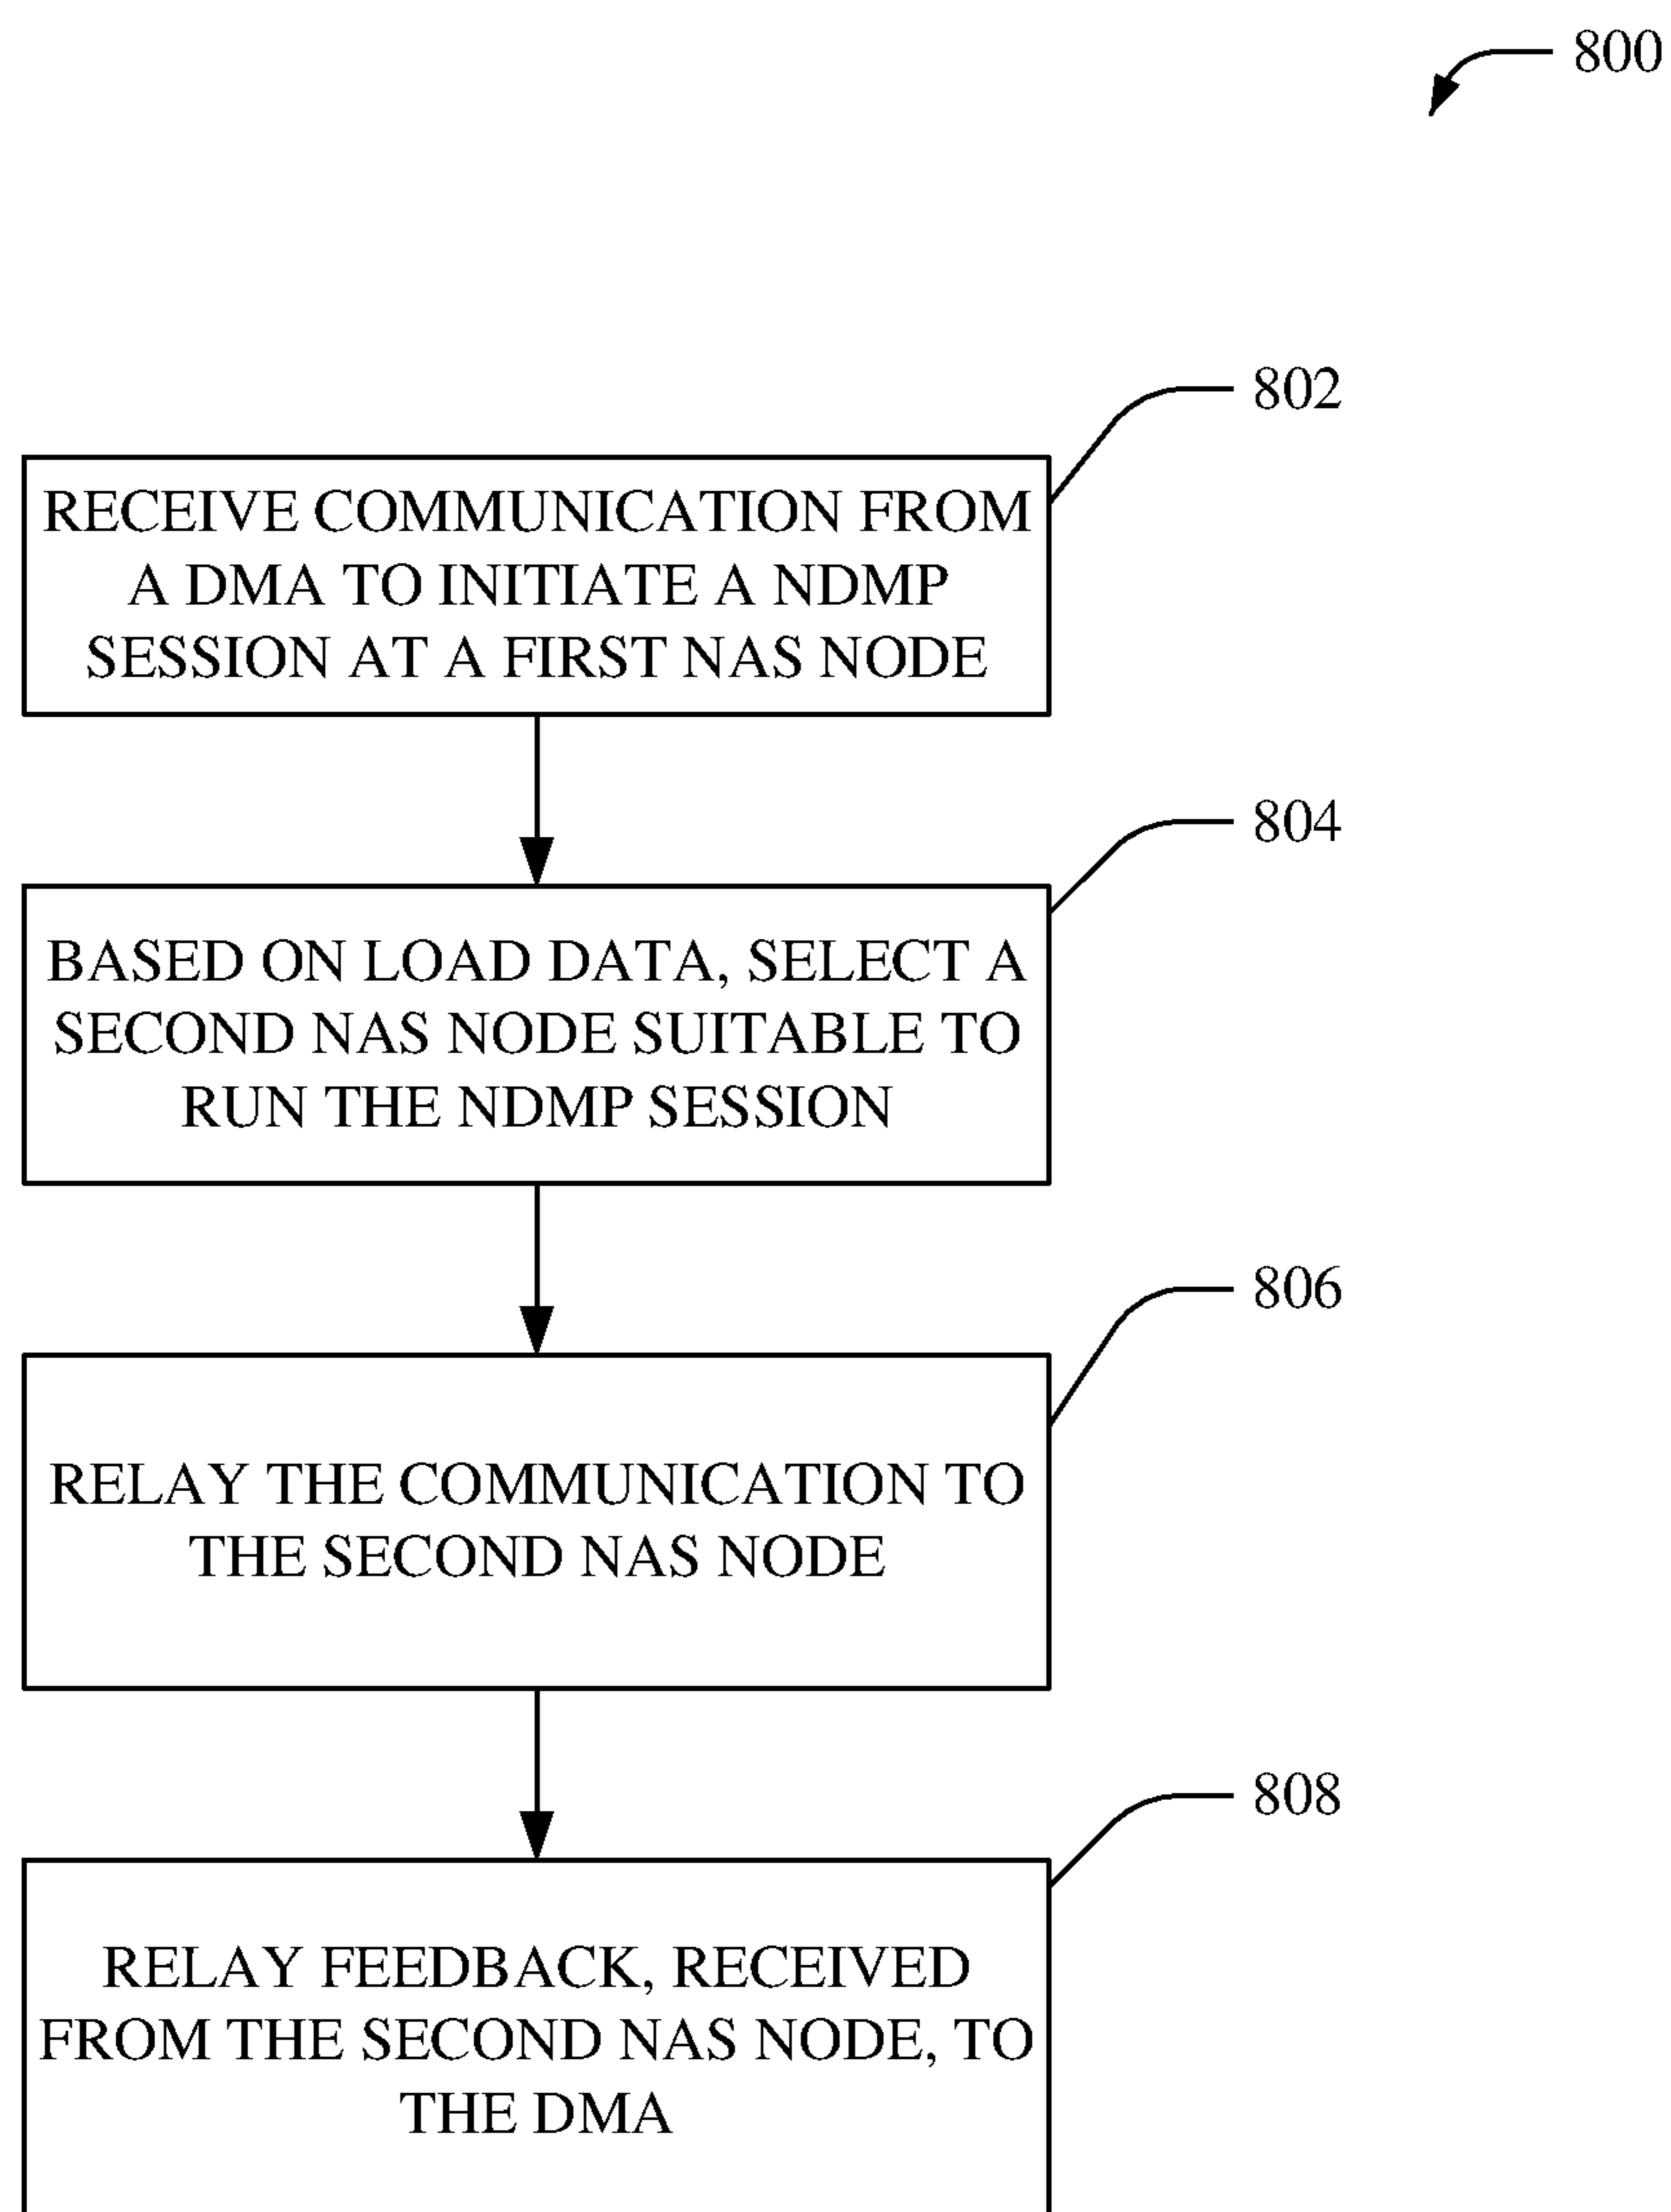 800
802
RECEIVE COMMUNICATION FROM
A DMA TO INITIATE A NDMP
SESSION AT A FIRST NAS NODE
804
BASED ON LOAD DATA, SELECT A
SECOND NAS NODE SUITABLE TO
RUN THE NDMP SESSION
806
RELAY THE COMMUNICATION TO
THE SECOND NAS NODE
808
RELAY FEEDBACK, RECEIVED
FROM THE SECOND NAS NODE, TO
THE DMA